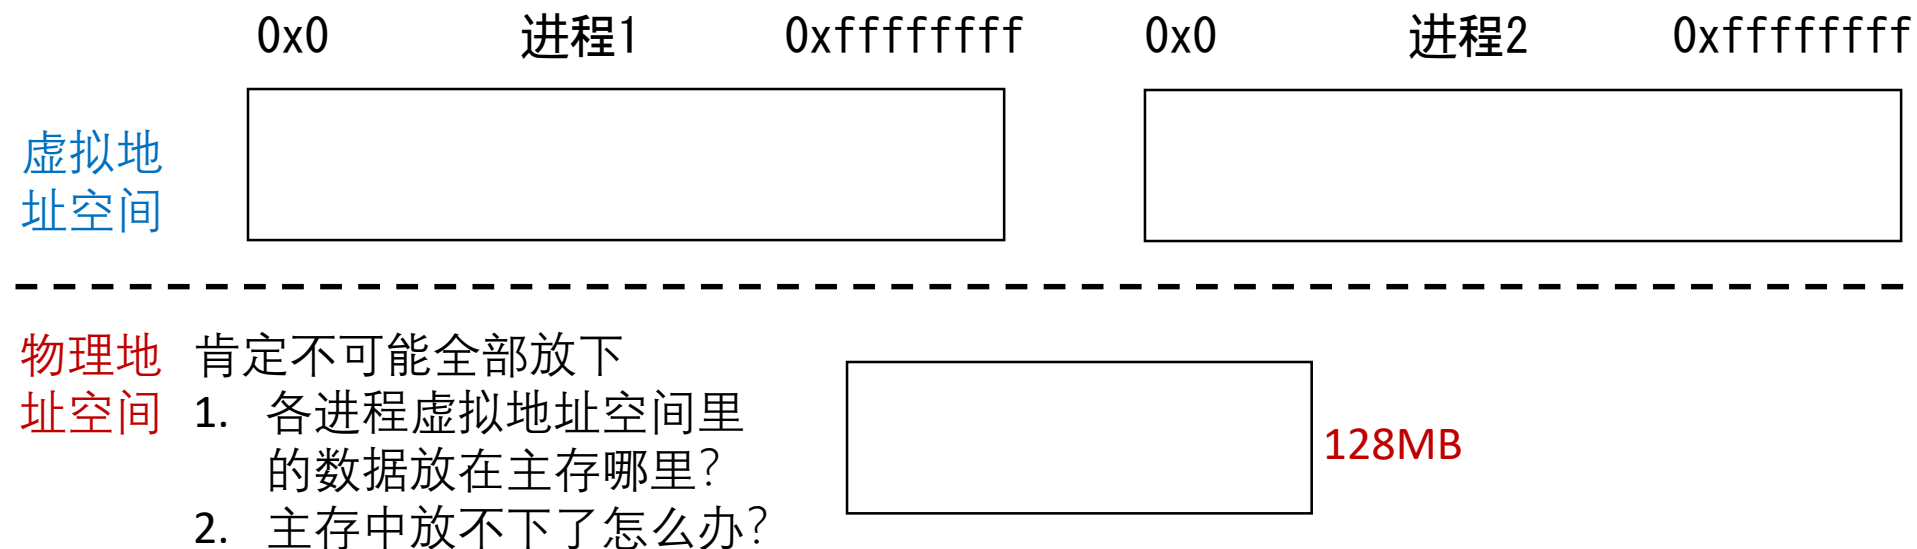 0x0 进程1 0xffffffff 0x0 进程2 0xffffffff
虚拟地
址空间
物理地
址空间
肯定不可能全部放下
1. 各进程虚拟地址空间里
的数据放在主存哪里?
2. 主存中放不下了怎么办?
128MB